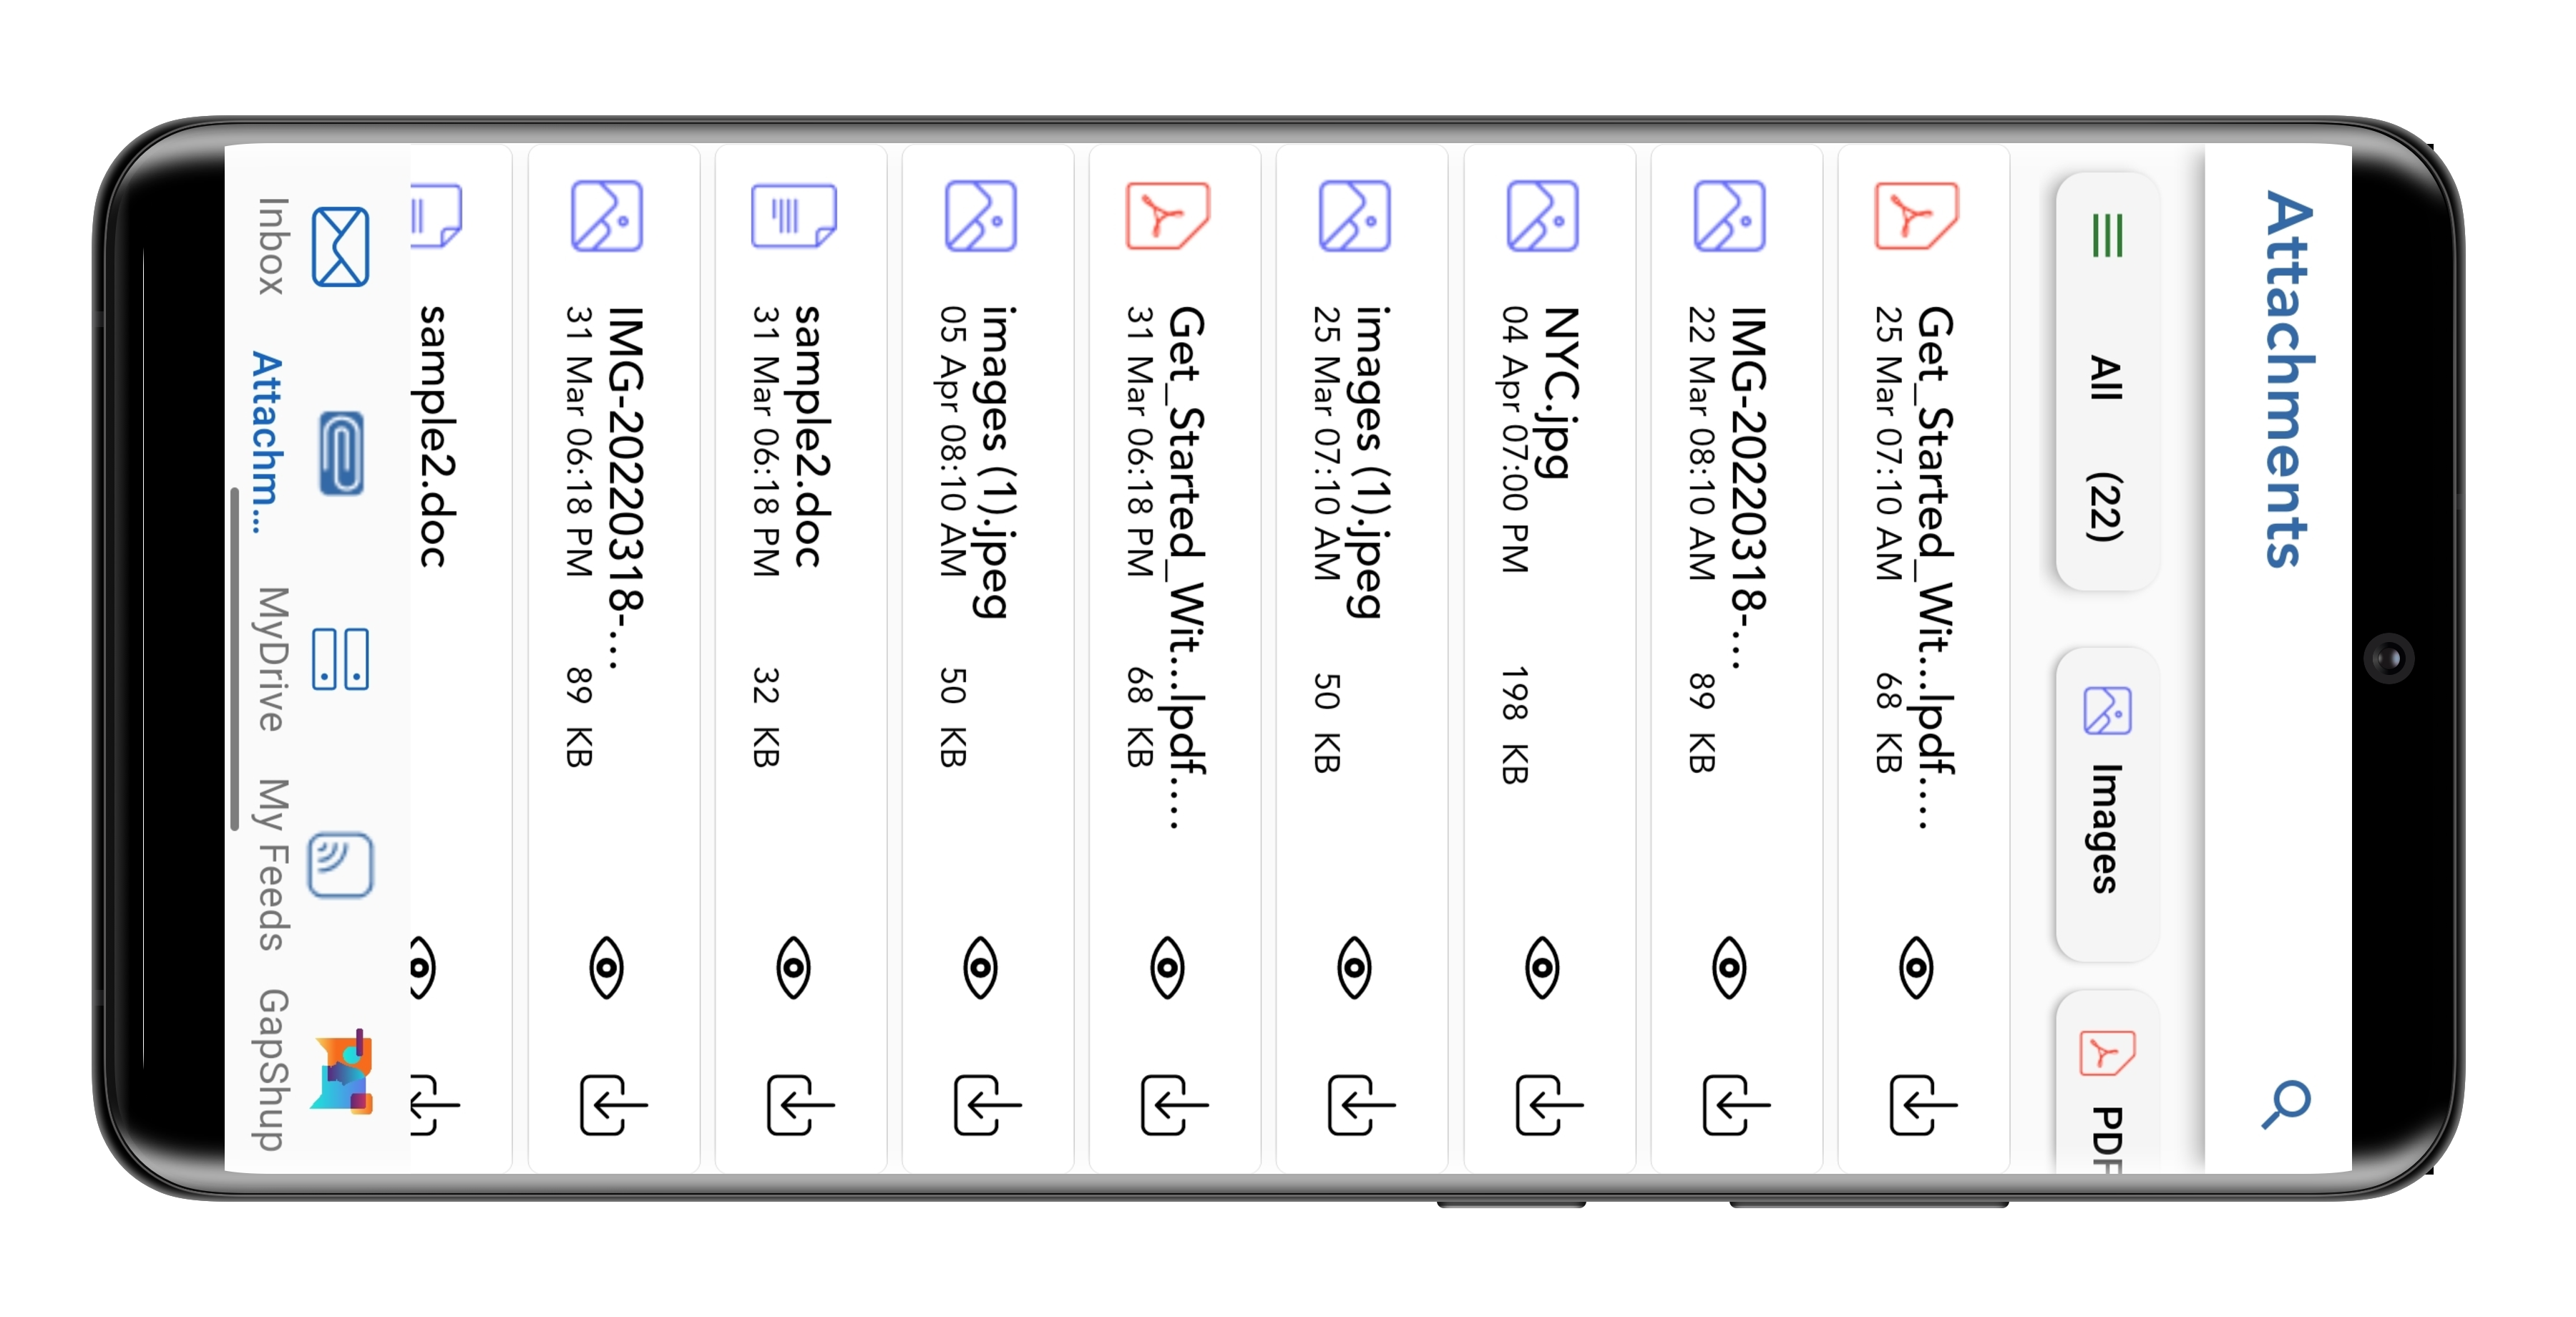 Attachments
All (22)
Images
PDF
Get_Started_Wit...lpdf....
25 Mar 07:10 AM 68 KB
IMG-20220318-...
22 Mar 08:10 AM 89 KB
NYC.jpg
04 Apr 07:00 PM 198 KB
images (1).jpeg
25 Mar 07:10 AM 50 KB
Get_Started_Wit...lpdf....
31 Mar 06:18 PM 68 KB
images (1).jpeg
05 Apr 08:10 AM 50 KB
sample2.doc
31 Mar 06:18 PM 32 KB
IMG-20220318-...
31 Mar 06:18 PM 89 KB
sample2.doc
Inbox
Attachm...
MyDrive
My Feeds
GapShup